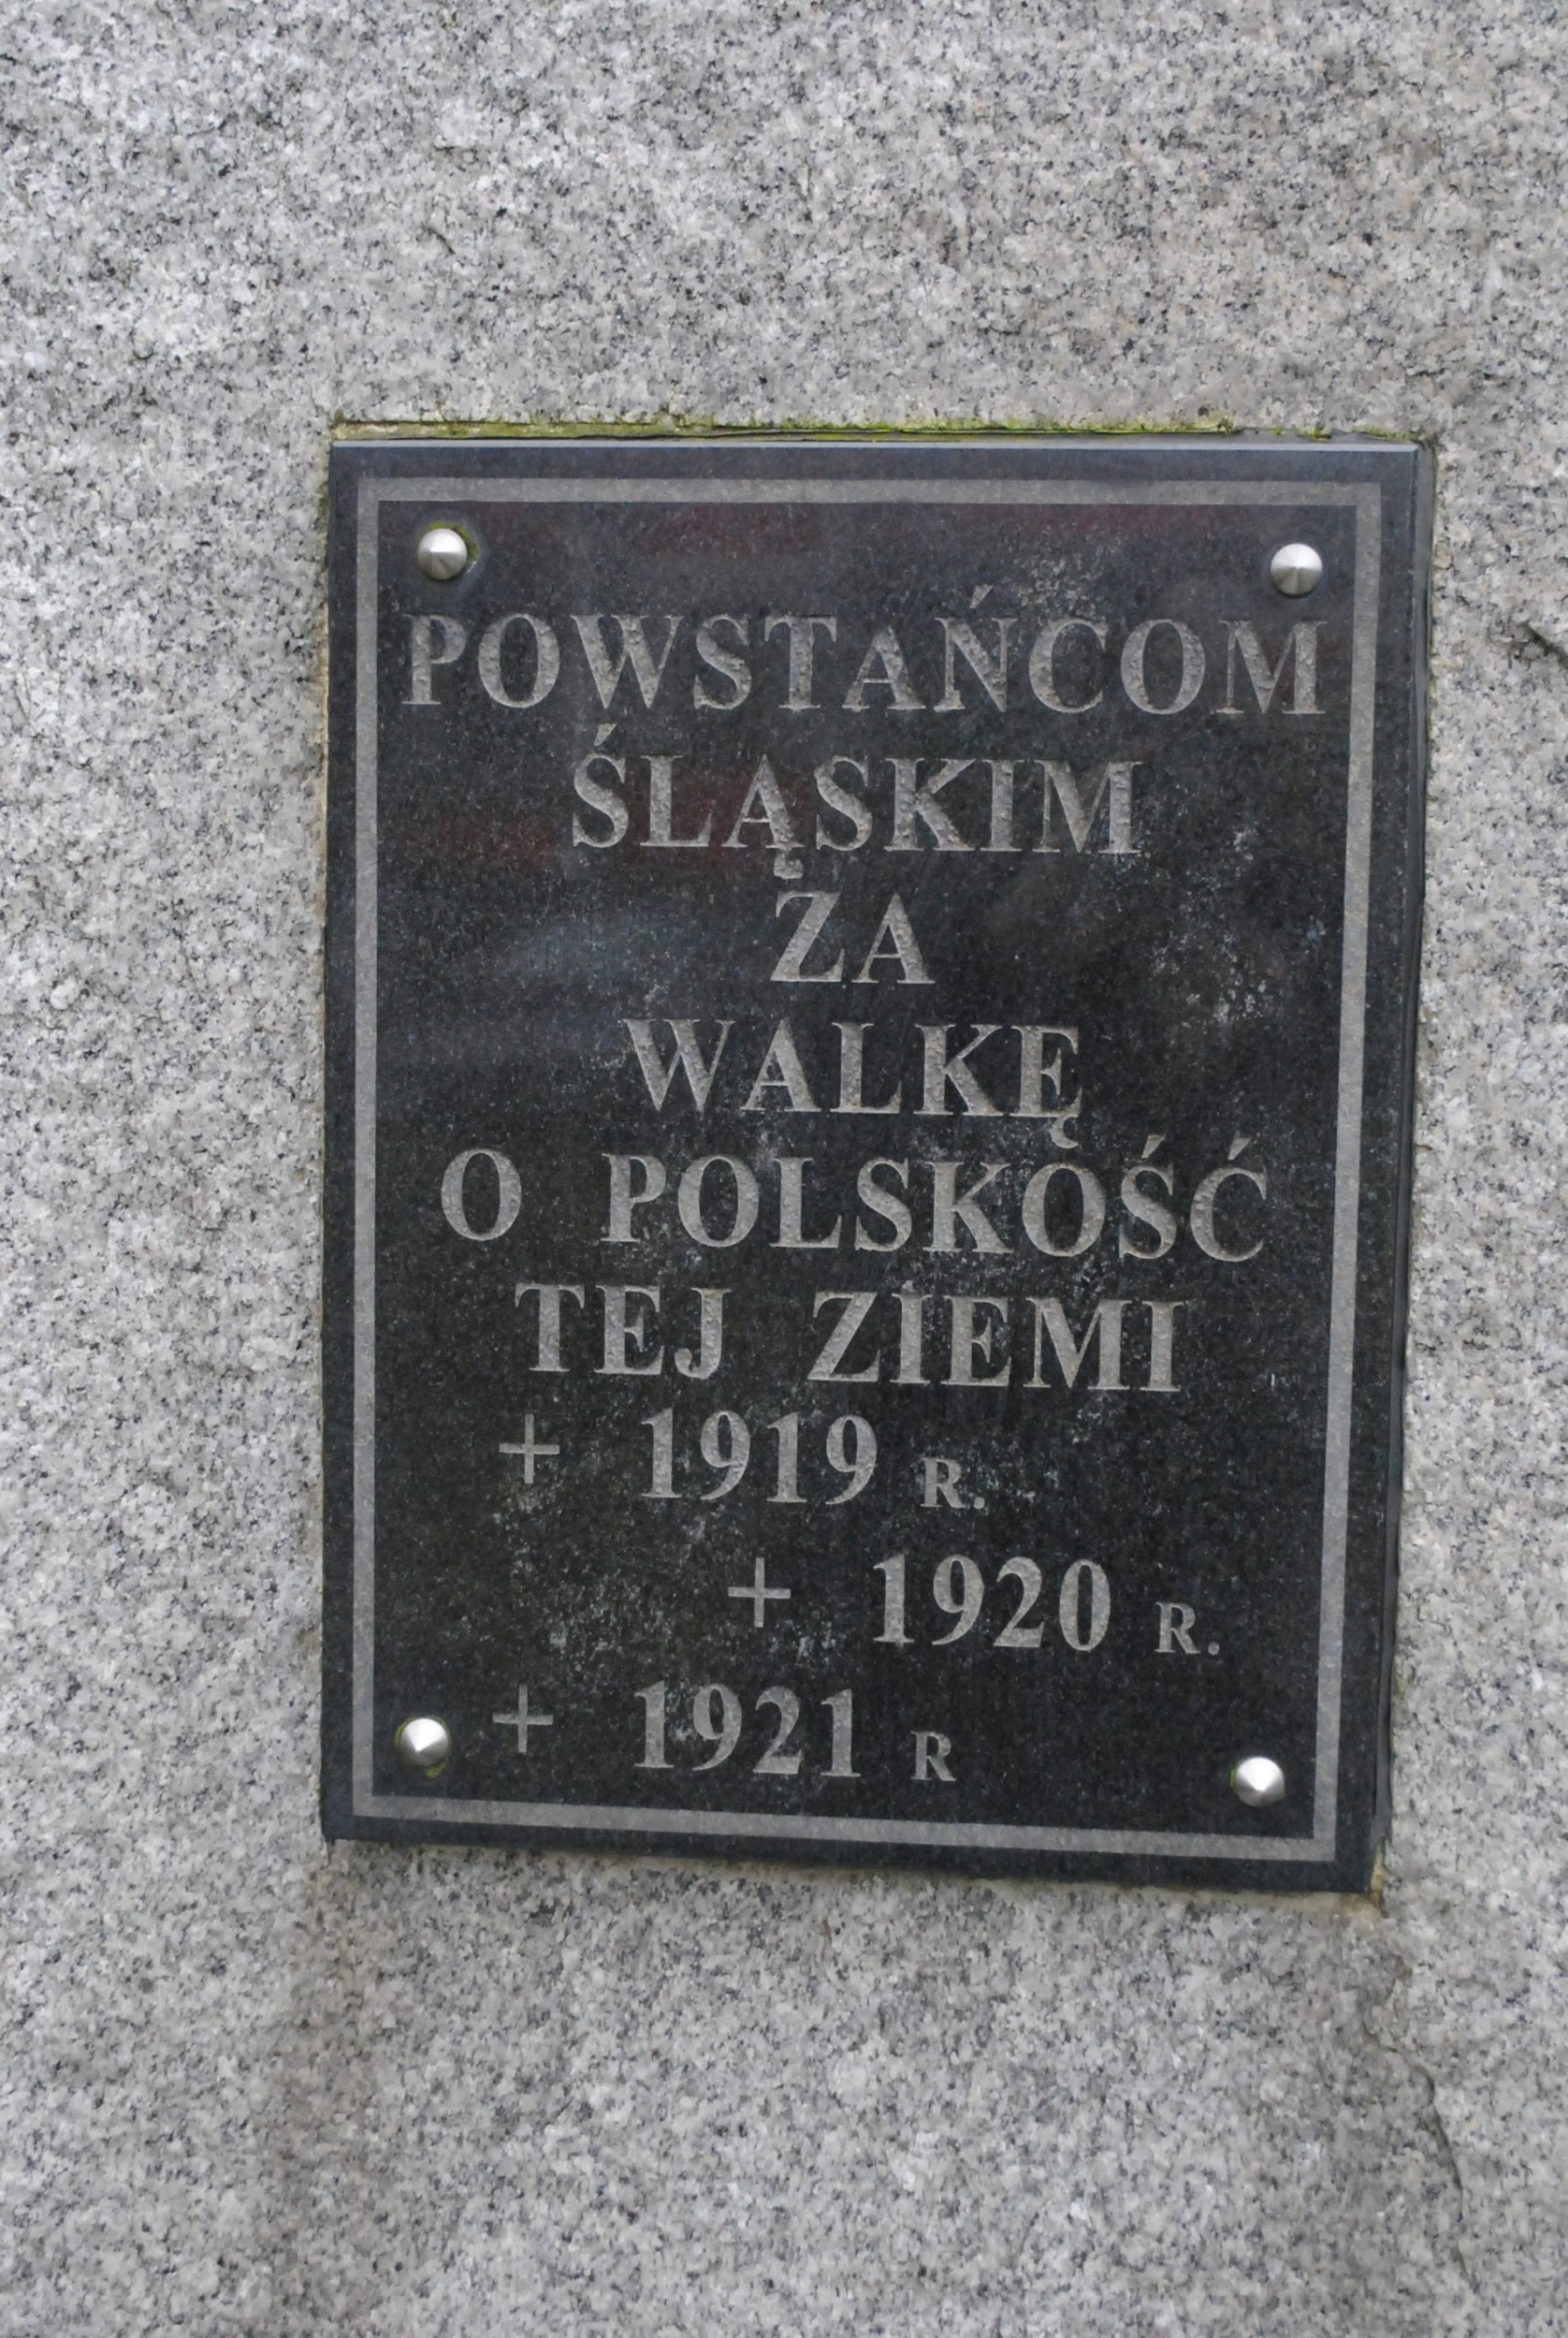 POWSTAŃCOM
ŚLĄSKIM
ZA
WALKĘ
O POLSKOŚĆ
TEJ ZIEMI
+ 1919 R.
+ 1920 R.
+ 1921 R